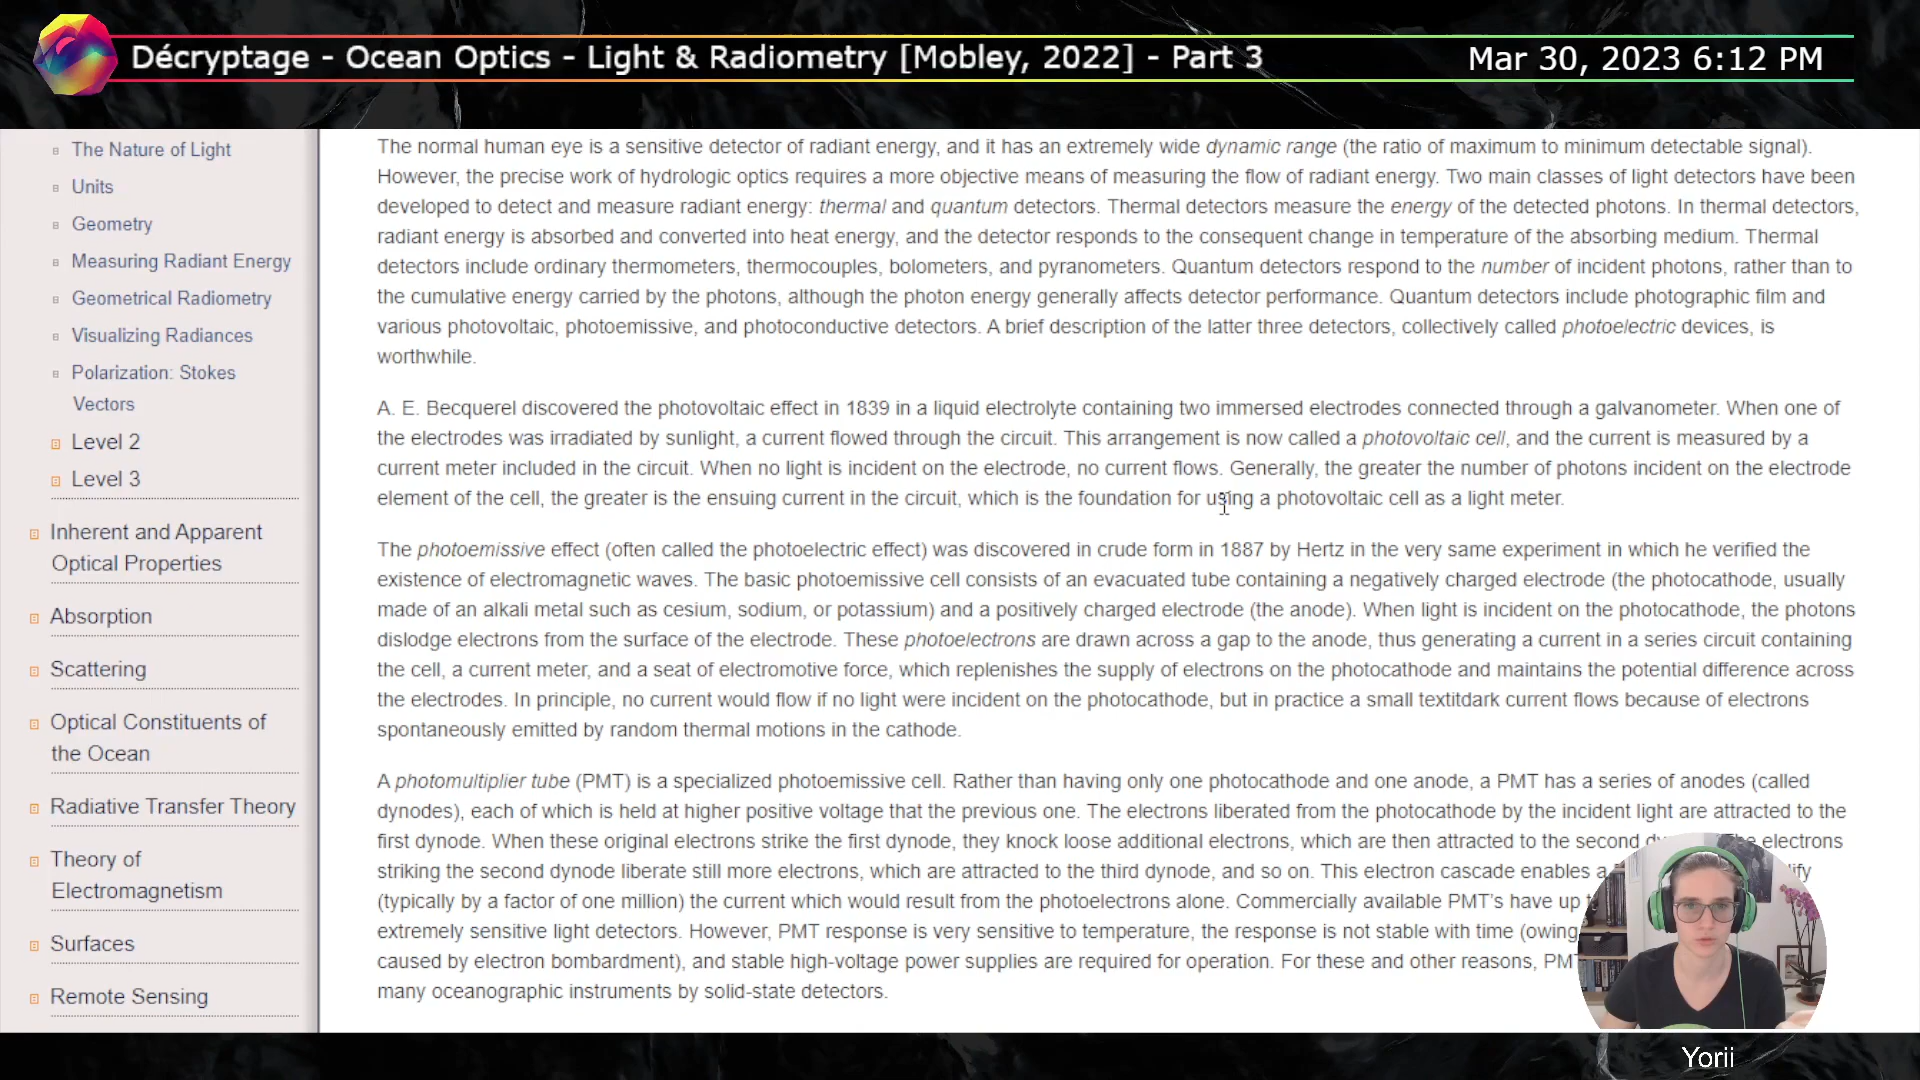 Décryptage - Ocean Optics - Light & Radiometry [Mobley, 2022] - Part 3
Mar 30, 2023 6:12 PM
The Nature of Light
Units
Geometry
Measuring Radiant Energy
Geometrical Radiometry
Visualizing Radiances
Polarization: Stokes
Vectors
Level 2
Level 3
Inherent and Apparent
Optical Properties
Absorption
Scattering
Optical Constituents of
the Ocean
Radiative Transfer Theory
Theory of
Electromagnetism
Surfaces
Remote Sensing
The normal human eye is a sensitive detector of radiant energy, and it has an extremely wide dynamic range (the ratio of maximum to minimum detectable signal).
However, the precise work of hydrologic optics requires a more objective means of measuring the flow of radiant energy. Two main classes of light detectors have been
developed to detect and measure radiant energy: thermal and quantum detectors. Thermal detectors measure the energy of the detected photons. In thermal detectors,
radiant energy is absorbed and converted into heat energy, and the detector responds to the consequent change in temperature of the absorbing medium. Thermal
detectors include ordinary thermometers, thermocouples, bolometers, and pyranometers. Quantum detectors respond to the number of incident photons, rather than to
the cumulative energy carried by the photons, although the photon energy generally affects detector performance. Quantum detectors include photographic film and
various photovoltaic, photoemissive, and photoconductive detectors. A brief description of the latter three detectors, collectively called photoelectric devices, is
worthwhile.
A. E. Becquerel discovered the photovoltaic effect in 1839 in a liquid electrolyte containing two immersed electrodes connected through a galvanometer. When one of
the electrodes was irradiated by sunlight, a current flowed through the circuit. This arrangement is now called a photovoltaic cell, and the current is measured by a
current meter included in the circuit. When no light is incident on the electrode, no current flows. Generally, the greater the number of photons incident on the electrode
element of the cell, the greater is the ensuing current in the circuit, which is the foundation for using a photovoltaic cell as a light meter.
The photoemissive effect (often called the photoelectric effect) was discovered in crude form in 1887 by Hertz in the very same experiment in which he verified the
existence of electromagnetic waves. The basic photoemissive cell consists of an evacuated tube containing a negatively charged electrode (the photocathode, usually
made of an alkali metal such as cesium, sodium, or potassium) and a positively charged electrode (the anode). When light is incident on the photocathode, the photons
dislodge electrons from the surface of the electrode. These photoelectrons are drawn across a gap to the anode, thus generating a current in a series circuit containing
the cell, a current meter, and a seat of electromotive force, which replenishes the supply of electrons on the photocathode and maintains the potential difference across
the electrodes. In principle, no current would flow if no light were incident on the photocathode, but in practice a small textitdark current flows because of electrons
spontaneously emitted by random thermal motions in the cathode.
A photomultiplier tube (PMT) is a specialized photoemissive cell. Rather than having only one photocathode and one anode, a PMT has a series of anodes (called
dynodes), each of which is held at higher positive voltage that the previous one. The electrons liberated from the photocathode by the incident light are attracted to the
first dynode. When these original electrons strike the first dynode, they knock loose additional electrons, which are then attracted to the second electrons
striking the second dynode liberate still more electrons, which are attracted to the third dynode, and so on. This electron cascade enables a
(typically by a factor of one million) the current which would result from the photoelectrons alone. Commercially available PMT's have up
extremely sensitive light detectors. However, PMT response is very sensitive to temperature, the response is not stable with time (owing
caused by electron bombardment), and stable high-voltage power supplies are required for operation. For these and other reasons, PM
many oceanographic instruments by solid-state detectors.
Yorii